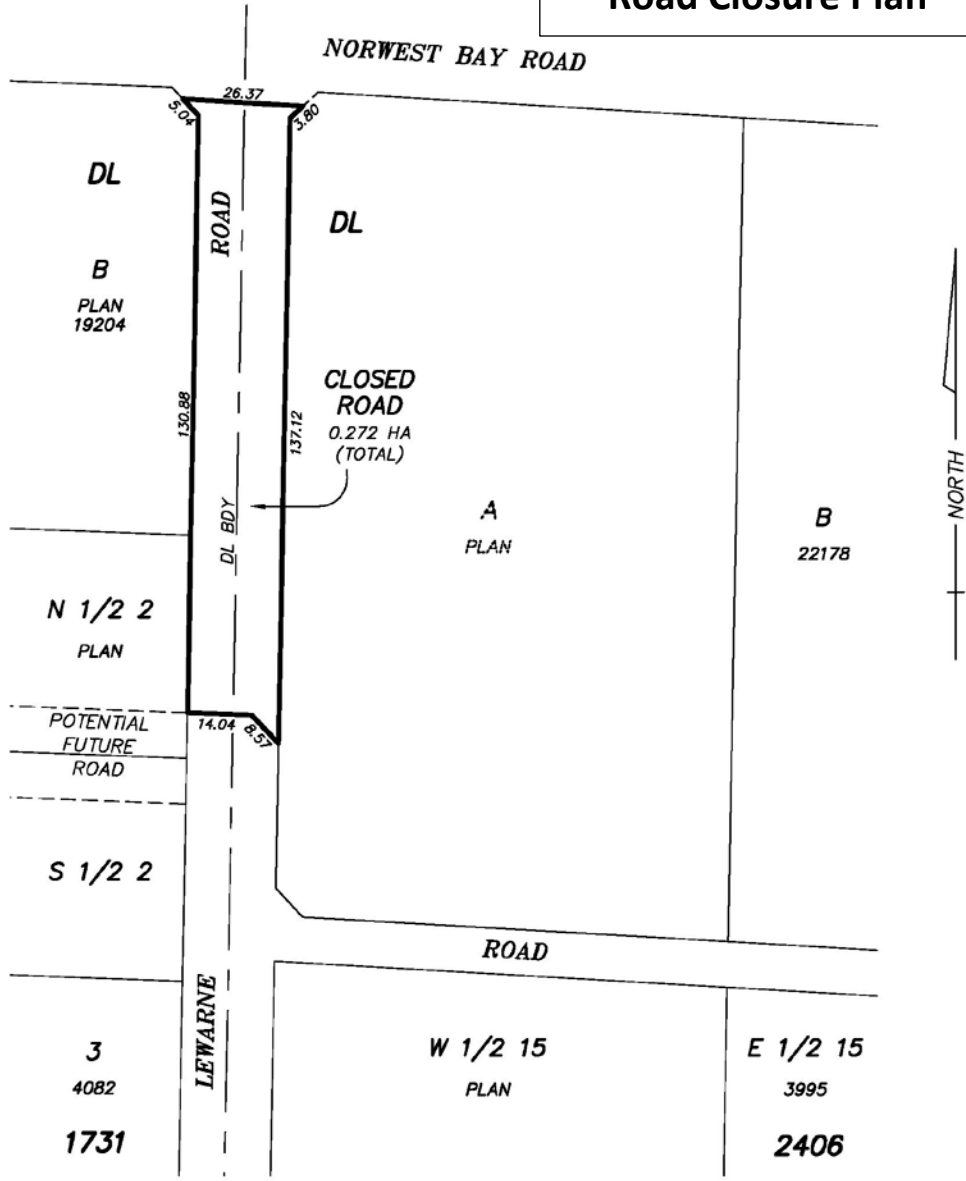 Road Closure Plan
NORWEST BAY ROAD
26.37
5.04
3.80
DL
ROAD
DL
B
PLAN
19204
CLOSED
ROAD
0.272 HA
(TOTAL)
130.88
137.12
DL BDY
A
PLAN
B
22178
NORTH
N 1/2 2
PLAN
POTENTIAL
FUTURE
ROAD
14.04
8.57
S 1/2 2
ROAD
LEWARNE
3
4082
1731
W 1/2 15
PLAN
E 1/2 15
3995
2406